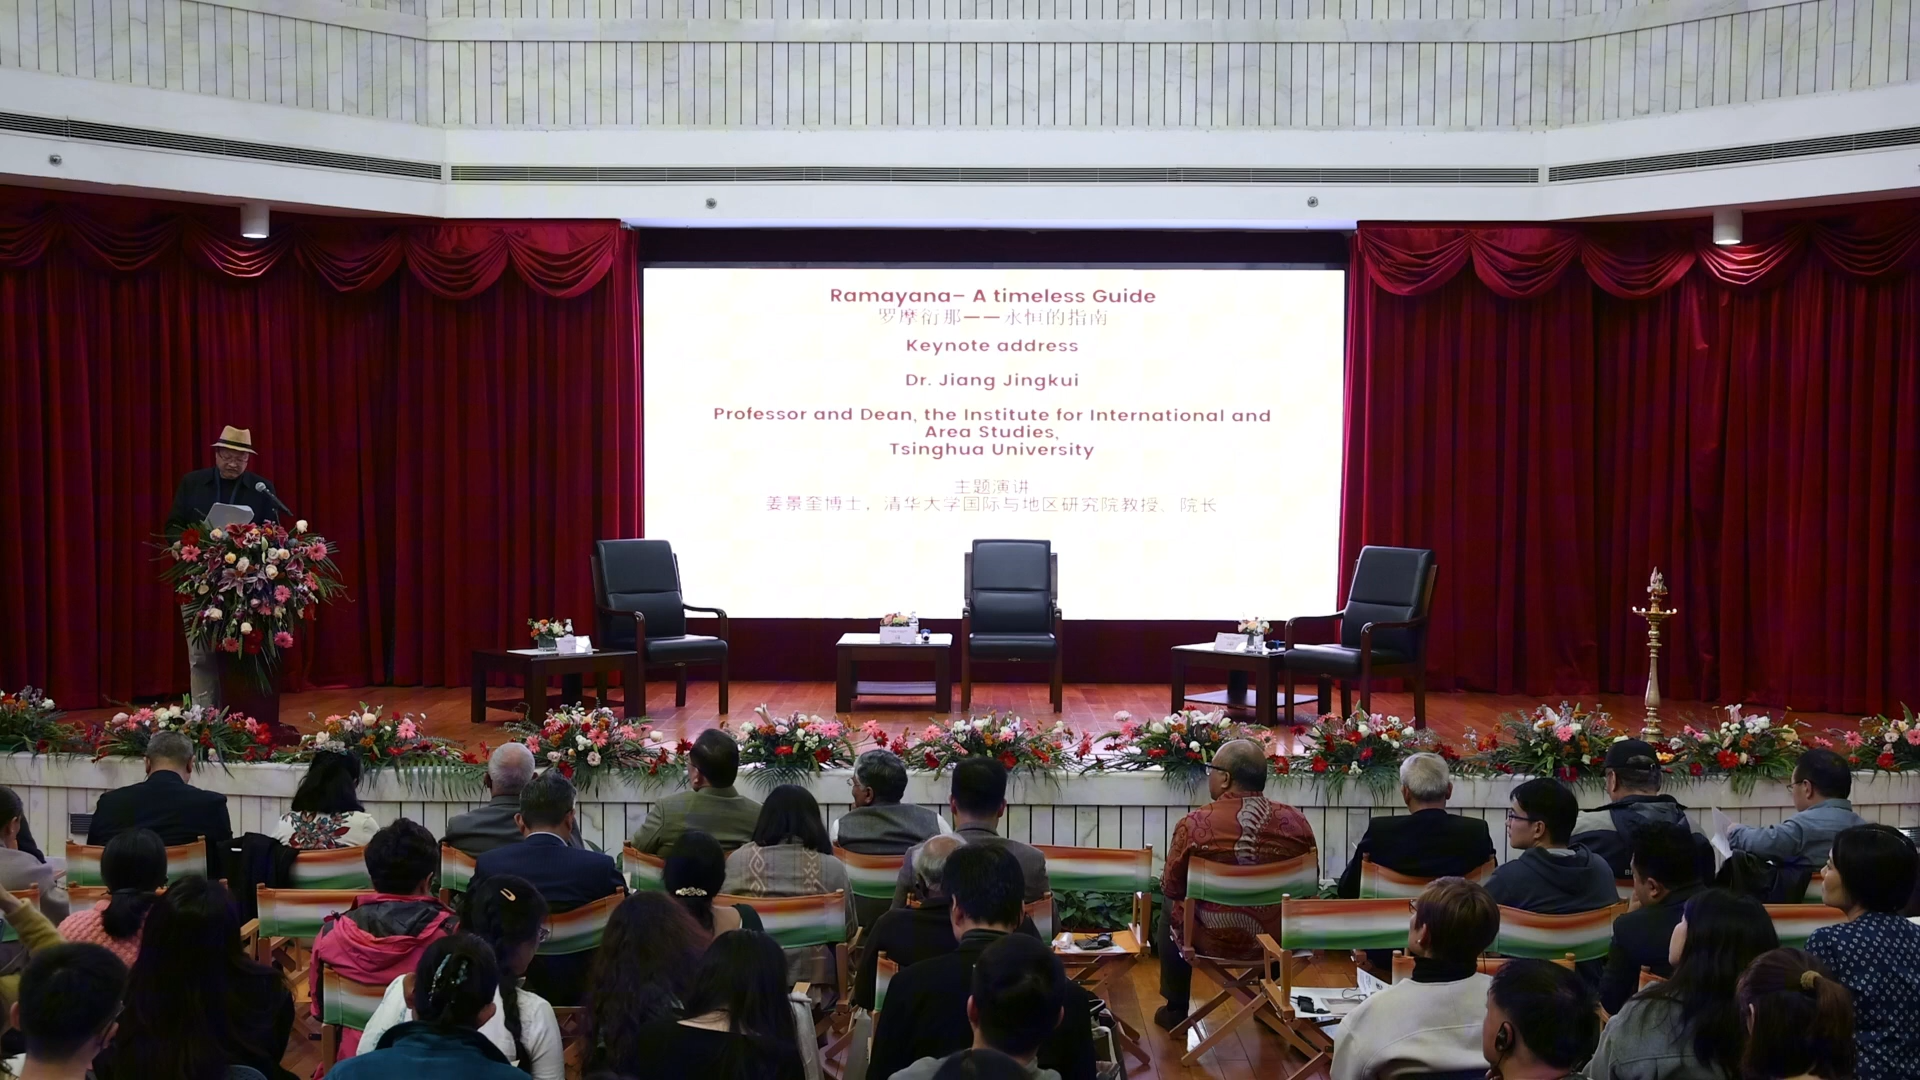 Ramayana– A timeless Guide
罗摩衍那——永恒的指南
Keynote address
Dr. Jiang Jingkui
Professor and Dean, the Institute for International and
Area Studies,
Tsinghua University
主题演讲
姜景奎博士，清华大学国际与地区研究院教授、院长